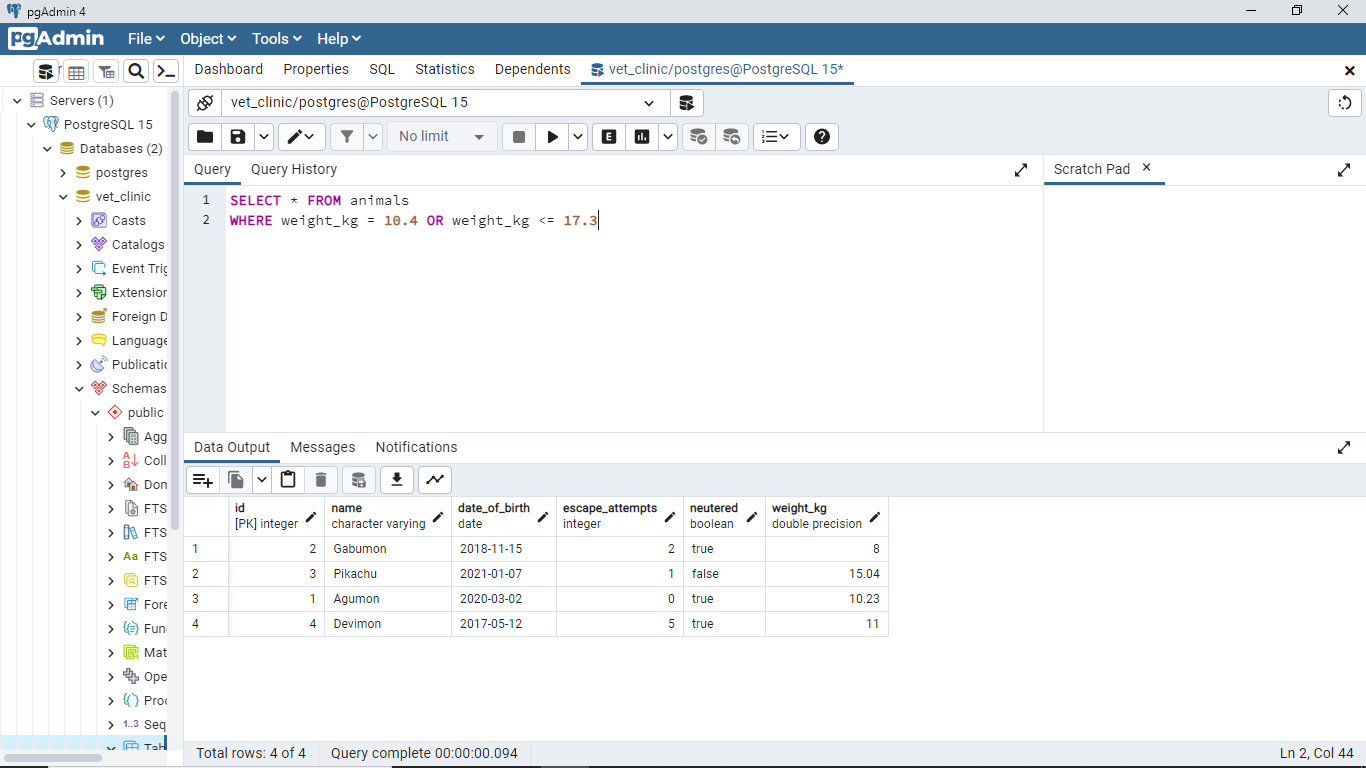 pgAdmin 4
pgAdmin File Object Tools Help
Dashboard Properties SQL Statistics Dependencies Dependents vet_clinic/postgres@PostgreSQL 15*
Servers (1)
PostgreSQL 15
Databases (2)
postgres
vet_clinic
Casts
Catalogs
Event Trig
Extension
Foreign D
Language
Publicatic
Schemas
public
Agg
Coll
Dom
FTS
FTS
Aa FTS
FTS
Fore
Fun
Mat
Ope
Proc
1..3 Seq
Tab
vet_clinic/postgres@PostgreSQL 15
No limit
E
Query Query History
Scratch Pad
1 SELECT * FROM animals
2 WHERE weight_kg = 10.4 OR weight_kg <= 17.3
Data Output Messages Notifications
id name date_of_birth escape_attempts neutered weight_kg
[PK] integer character varying date integer boolean double precision
1 2 Gabumon 2018-11-15 2 true 8
2 3 Pikachu 2021-01-07 1 false 15.04
3 1 Agumon 2020-03-02 0 true 10.23
4 4 Devimon 2017-05-12 5 true 11
Total rows: 4 of 4 Query complete 00:00:00.094 Ln 2, Col 44